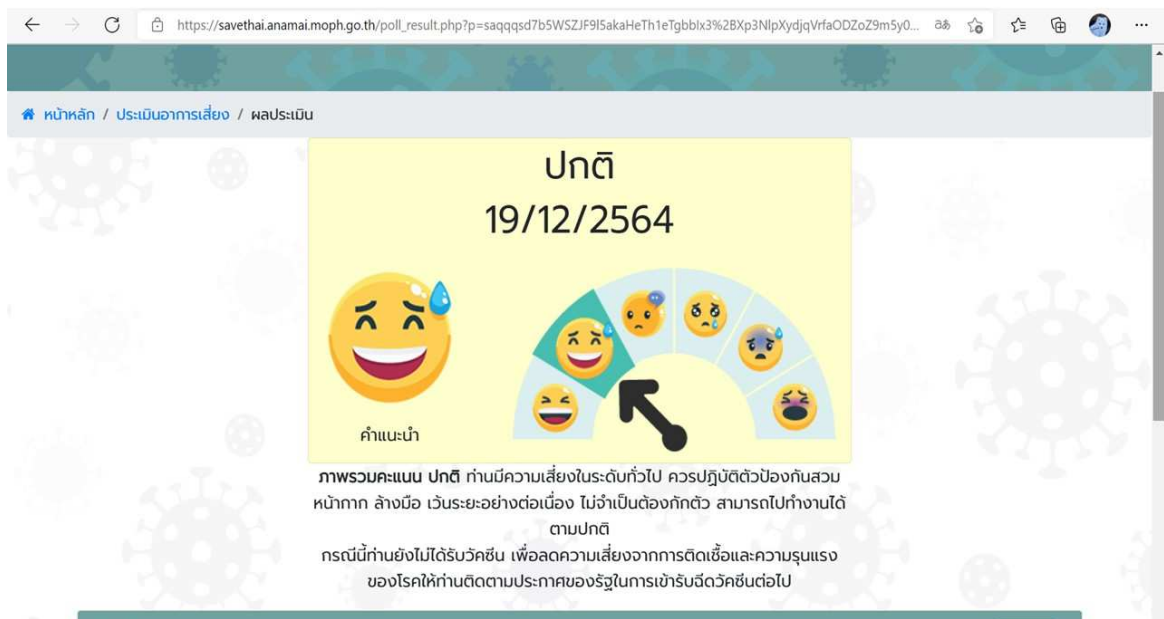 https://savethai.anamai.moph.go.th/poll_result.php?p=saqqqsd7b5WSZJF9l5akaHeTh1eTgbblx3%2BXp3NlpXydjqVrfaODZoZ9m5y0...
หน้าหลัก / ประเมินอาการเสี่ยง / ผลประเมิน
ปกติ
19/12/2564
คำแนะนำ
ภาพรวมคะแนน ปกติ ท่านมีความเสี่ยงในระดับทั่วไป ควรปฏิบัติตัวป้องกันสวม
หน้ากาก ล้างมือ เว้นระยะอย่างต่อเนื่อง ไม่จำเป็นต้องกักตัว สามารถไปทำงานได้
ตามปกติ
กรณีนี้ท่านยังไม่ได้รับวัคซีน เพื่อลดความเสี่ยงจากการติดเชื้อและความรุนแรง
ของโรคให้ท่านติดตามประกาศของรัฐในการเข้ารับฉีดวัคซีนต่อไป